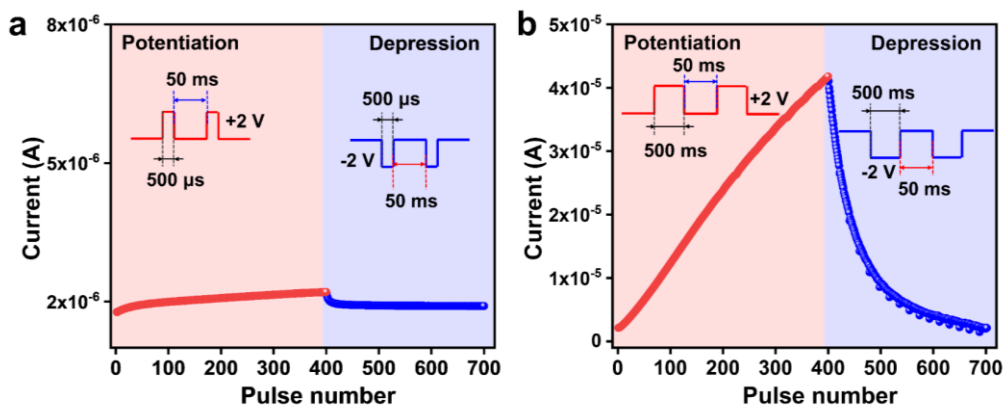 a
8x10⁻⁶
5x10⁻⁶
2x10⁻⁶
Current (A)
Potentiation
Depression
50 ms
+2 V
500 µs
500 µs
-2 V
50 ms
0 100 200 300 400 500 600 700
Pulse number
b
5x10⁻⁵
4x10⁻⁵
3x10⁻⁵
2x10⁻⁵
1x10⁻⁵
0
Current (A)
Potentiation
Depression
50 ms
+2 V
500 ms
500 ms
-2 V
50 ms
0 100 200 300 400 500 600 700
Pulse number